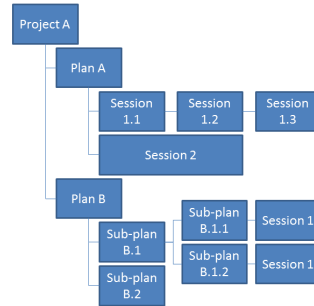 Project A
Plan A
Session
1.1
Session
1.2
Session
1.3
Session 2
Plan B
Sub-plan
B.1
Sub-plan
B.1.1
Session 1
Sub-plan
B.1.2
Session 1
Sub-plan
B.2